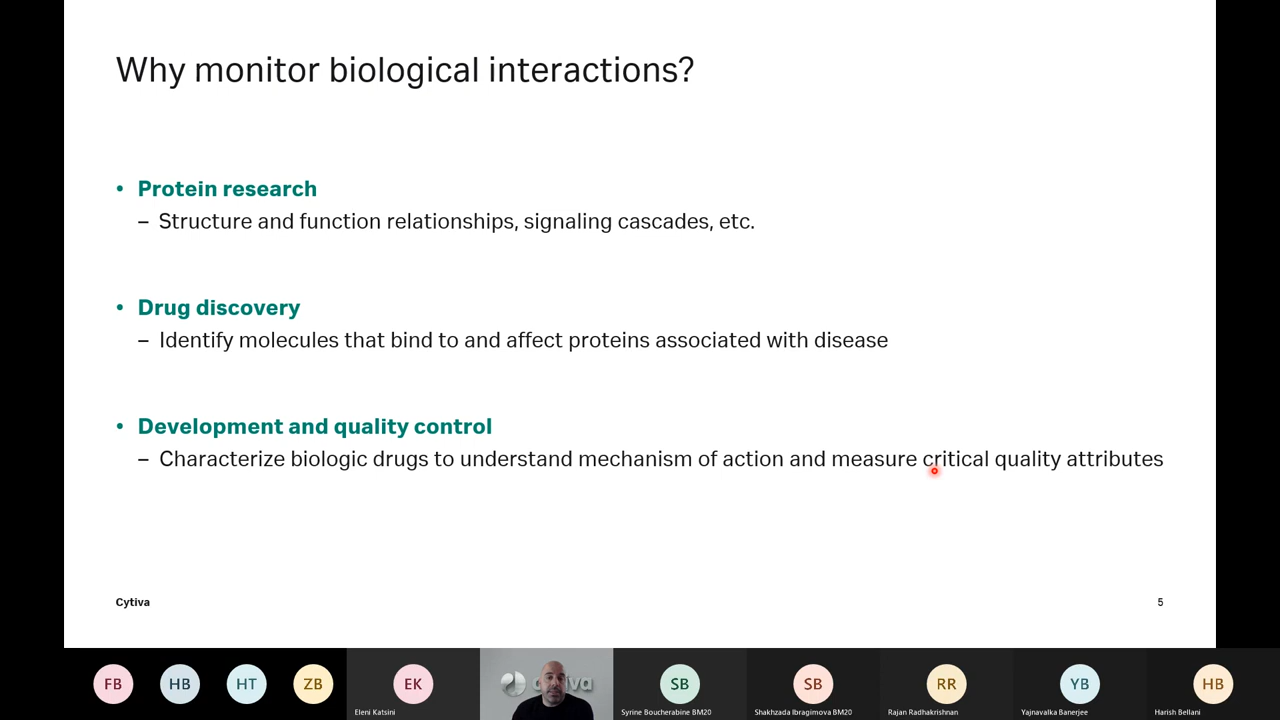 Why monitor biological interactions?
• Protein research
– Structure and function relationships, signaling cascades, etc.
• Drug discovery
– Identify molecules that bind to and affect proteins associated with disease
• Development and quality control
– Characterize biologic drugs to understand mechanism of action and measure critical quality attributes
Cytiva
5
FB
HB
HT
ZB
EK
SB
SB
RR
YB
HB
Eleni Katsini
Syrine Boucherabine BM20
Shakhzada Ibragimova BM20
Rajan Radhakrishnan
Yajnavalka Banerjee
Harish Bellani